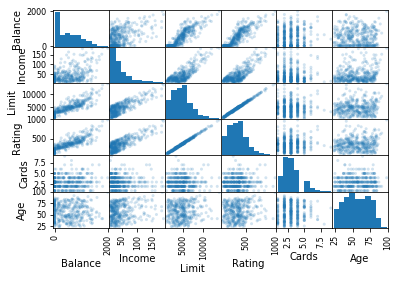 2000
0
Balance
150
100
50
Income
10000
5000
Limit
500
Rating
7.5
5.0
2.5
Cards
100
75
50
25
Age
0 2000 50 100 150 5000 10000 500 1000 2.5 5.0 7.5 25 50 75 100
Balance Income Limit Rating Cards Age